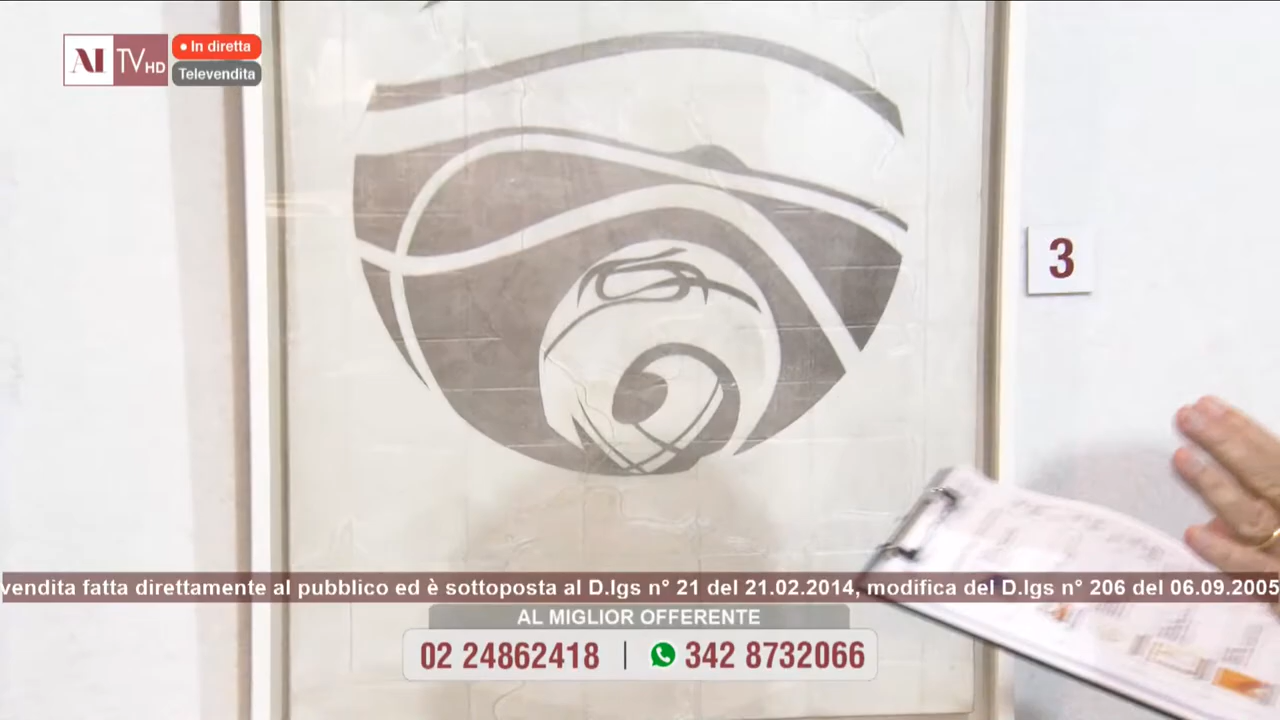 AI TV HD
• In diretta
Televendita
3
vendita fatta direttamente al pubblico ed è sottoposta al D.lgs n° 21 del 21.02.2014, modifica del D.lgs n° 206 del 06.09.2005
AL MIGLIOR OFFERENTE
02 24862418 | 342 8732066